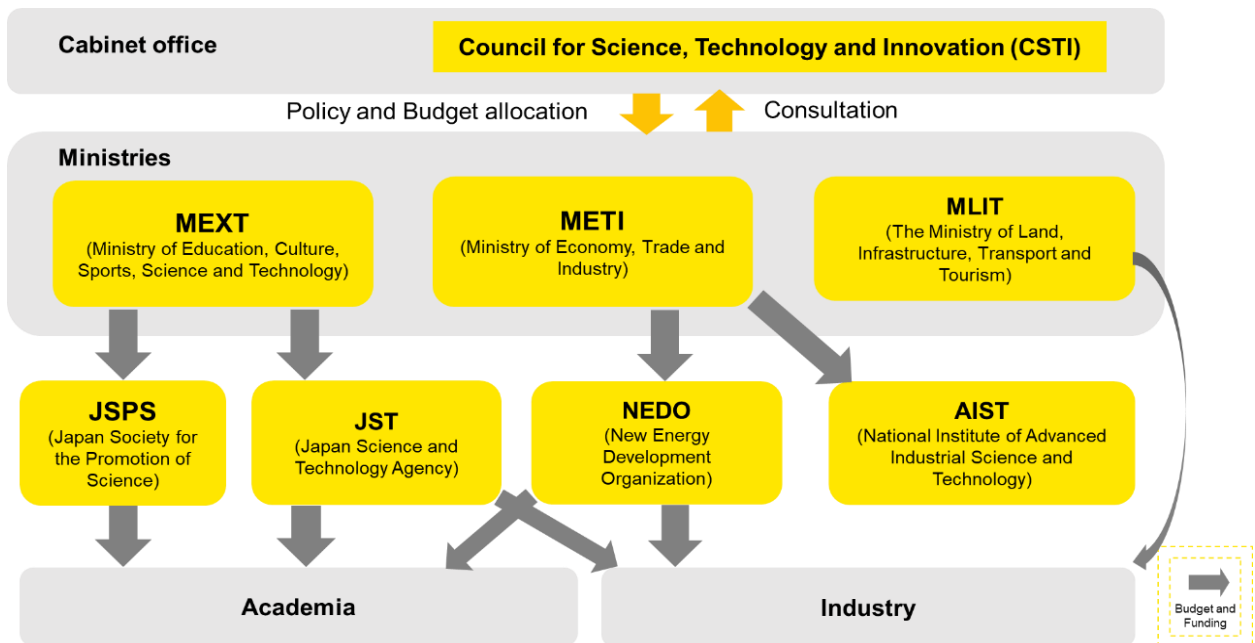 Cabinet office
Council for Science, Technology and Innovation (CSTI)
Policy and Budget allocation
Consultation
Ministries
MEXT
(Ministry of Education, Culture,
Sports, Science and Technology)
METI
(Ministry of Economy, Trade and
Industry)
MLIT
(The Ministry of Land,
Infrastructure, Transport and
Tourism)
JSPS
(Japan Society for
the Promotion of
Science)
JST
(Japan Science and
Technology Agency)
NEDO
(New Energy
Development
Organization)
AIST
(National Institute of Advanced
Industrial Science and
Technology)
Academia
Industry
Budget and
Funding